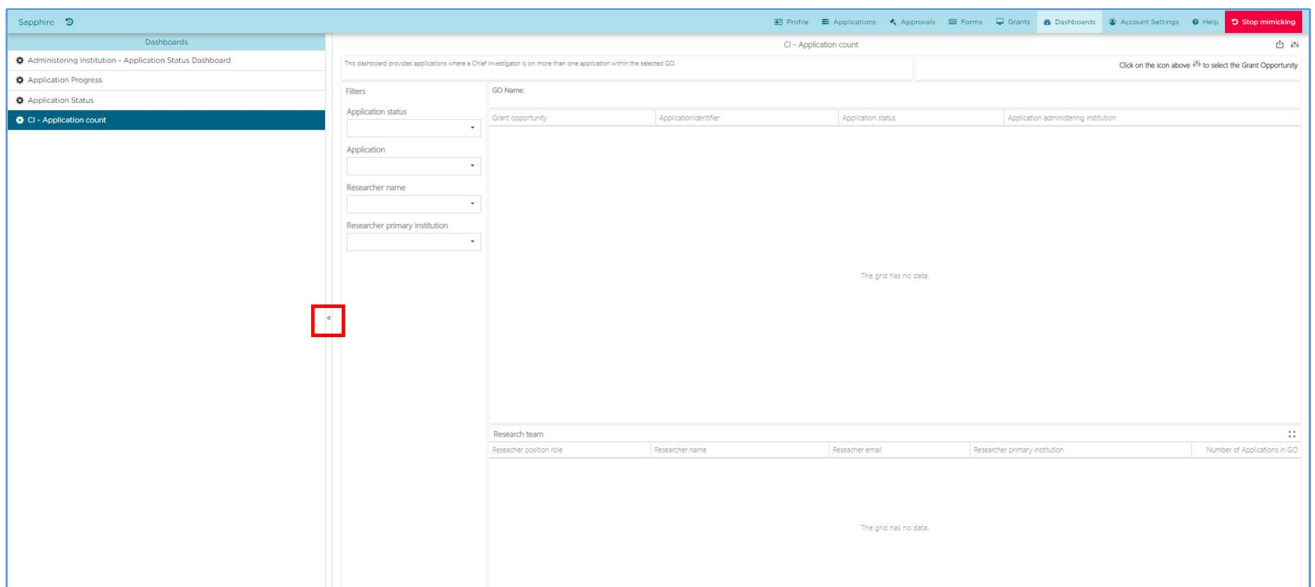 Sapphire
Profile Applications Approvals Forms Grants Dashboards Account Settings Help Stop mimicking
Dashboards
Administering Institution - Application Status Dashboard
Application Progress
Application Status
CI - Application count
CI - Application count
This dashboard provides applications where a Chief Investigator is on more than one application within the selected GO.
Click on the icon above to select the Grant Opportunity
Filters
Application status
Application
Researcher name
Researcher primary institution
GO Name:
Grant opportunity Applicationidentifier Application status Application administering institution
The grid has no data.
Research team
Reseacher position role Researcher name Reseacher email Researcher primary institution Number of Applications in GO
The grid has no data.